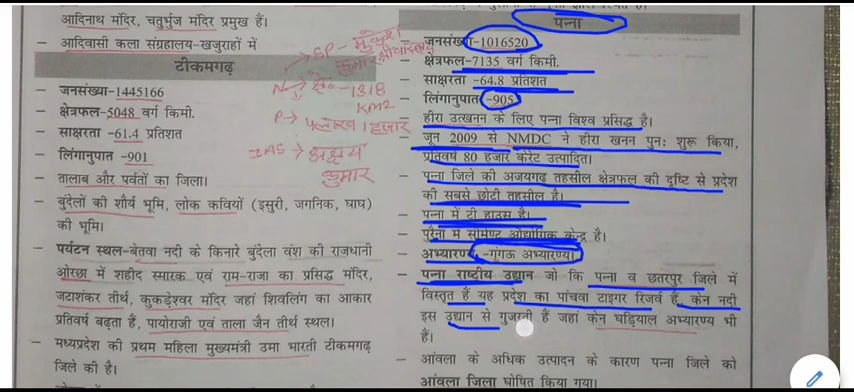 आदिनाथ मंदिर, चतुर्भुज मंदिर प्रमुख हैं।
– आदिवासी कला संग्रहालय-खजुराहों में
टीकमगढ़
– जनसंख्या-1445166
– क्षेत्रफल-5048 वर्ग किमी.
– साक्षरता -61.4 प्रतिशत
– लिंगानुपात -901
– तालाब और पर्वतों का जिला।
– बुंदेलों की शौर्य भूमि, लोक कवियों (इसुरी, जगनिक, घाघ)
की भूमि।
– पर्यटन स्थल-बेतवा नदी के किनारे बुंदेला वंश की राजधानी
ओरछा में शहीद स्मारक एवं राम-राजा का प्रसिद्ध मंदिर,
जटाशंकर तीर्थ, कुकड़ेश्वर मंदिर जहां शिवलिंग का आकार
प्रतिवर्ष बढ़ता हैं, पायोराजी एवं ताला जैन तीर्थ स्थल।
– मध्यप्रदेश की प्रथम महिला मुख्यमंत्री उमा भारती टीकमगढ़
जिले की है।
SP –
कुमार
1318
KM2
P →
1 हजार
IAS → अक्षय
कुमार
पन्ना
– जनसंख्या-1016520
– क्षेत्रफल-7135 वर्ग किमी.
– साक्षरता -64.8 प्रतिशत
– लिंगानुपात -905
– हीरा उत्खनन के लिए पन्ना विश्व प्रसिद्ध है।
– जून 2009 से NMDC ने हीरा खनन पुनः शुरू किया,
प्रतिवर्ष 80 हजार केरेट उत्पादित।
– पन्ना जिले की अजयगढ़ तहसील क्षेत्रफल की दृष्टि से प्रदेश
की सबसे छोटी तहसील है।
– पन्ना में टी हाउस है।
– पुरैना में सीमेण्ट औद्योगिक केन्द्र है।
– अभ्यारण्य -गंगऊ अभ्यारण्य।
– पन्ना राष्ट्रीय उद्यान जो कि पन्ना व छतरपुर जिले में
विस्तृत हैं यह प्रदेश का पांचवा टाइगर रिजर्व हैं, केन नदी
इस उद्यान से गुजरती हैं जहां केन घड़ियाल अभ्यारण्य भी
हैं।
– आंवला के अधिक उत्पादन के कारण पन्ना जिले को
आंवला जिला घोषित किया गया।